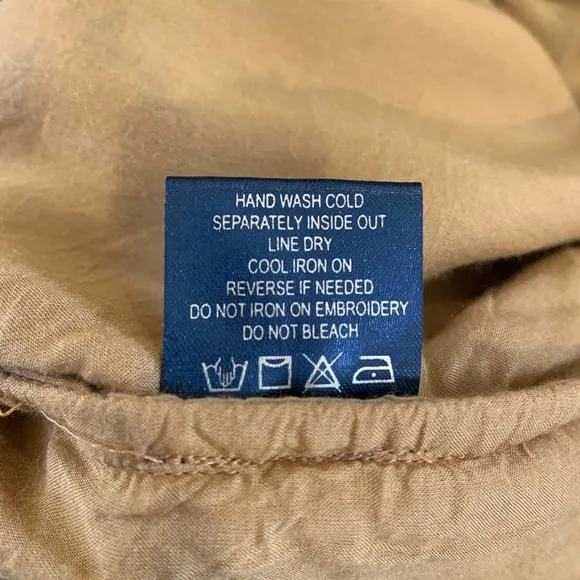 HAND WASH COLD
SEPARATELY INSIDE OUT
LINE DRY
COOL IRON ON
REVERSE IF NEEDED
DO NOT IRON ON EMBROIDERY
DO NOT BLEACH